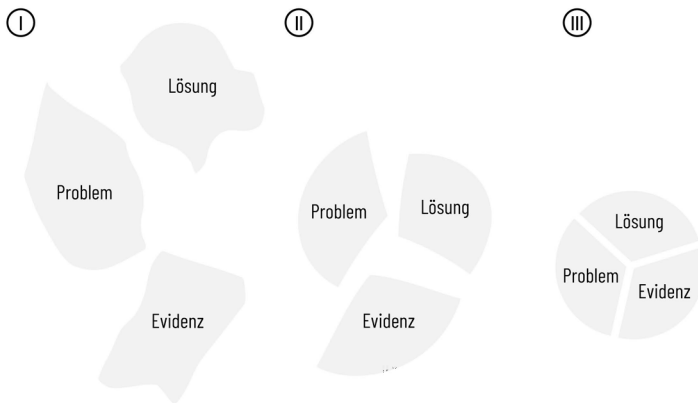 I
II
III
Lösung
Problem
Evidenz
Problem
Lösung
Evidenz
Lösung
Problem
Evidenz